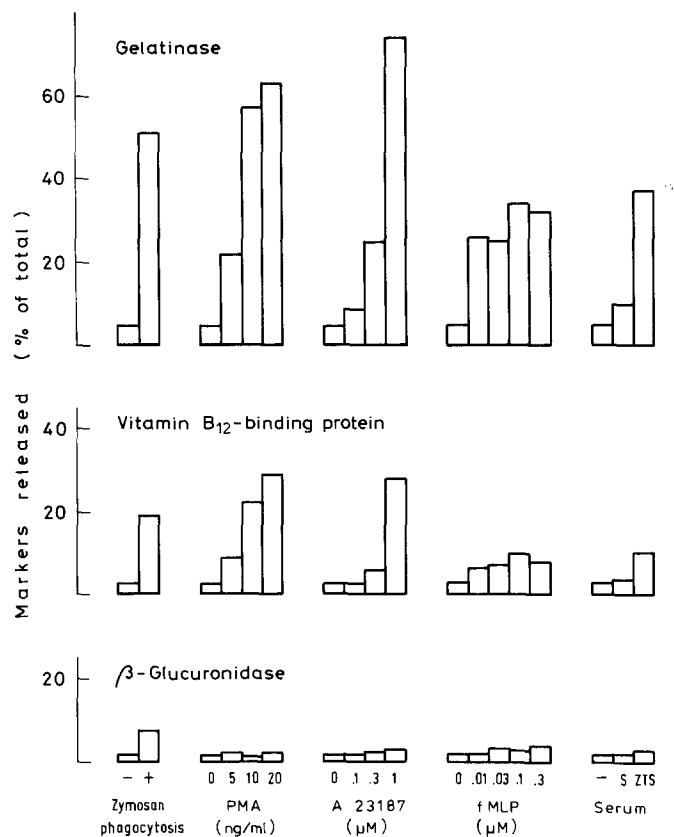 Gelatinase
60
40
20
Vitamin B12-binding protein
40
20
β-Glucuronidase
20
Markers released (% of total)
− + 0 5 10 20 0 .1 .3 1 0 .01 .03 .1 .3 − S ZTS
Zymosan phagocytosis
PMA (ng/ml)
A 23187 (μM)
fMLP (μM)
Serum